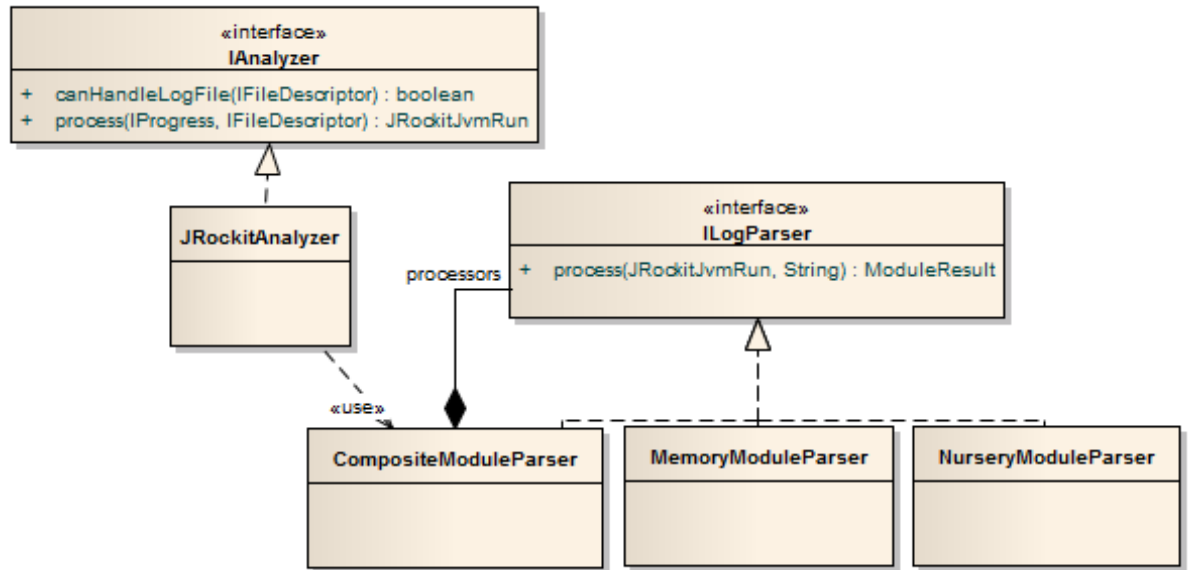 «interface»
IAnalyzer
+ canHandleLogFile(IFileDescriptor) : boolean
+ process(IProgress, IFileDescriptor) : JRockitJvmRun
JRockitAnalyzer
«interface»
ILogParser
processors
+ process(JRockitJvmRun, String) : ModuleResult
«use»
CompositeModuleParser
MemoryModuleParser
NurseryModuleParser